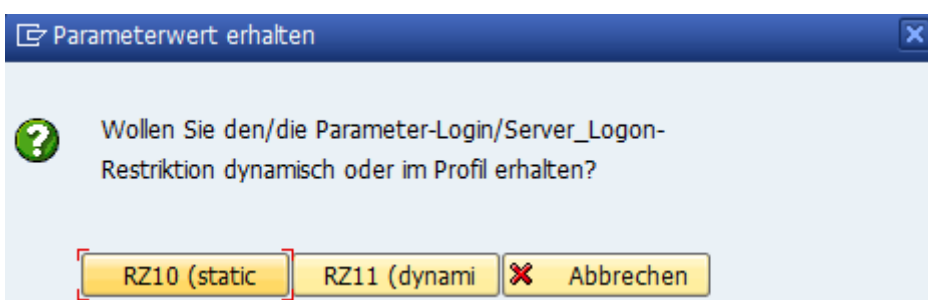 Parameterwert erhalten
Wollen Sie den/die Parameter-Login/Server_Logon-
Restriktion dynamisch oder im Profil erhalten?
RZ10 (static RZ11 (dynami Abbrechen